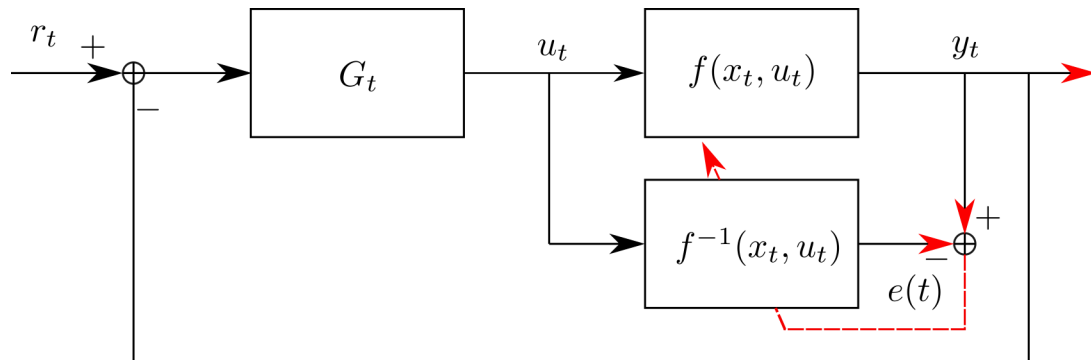 r_t + u_t y_t
G_t f(x_t, u_t)
−
+
f^{-1}(x_t, u_t) −
e(t)